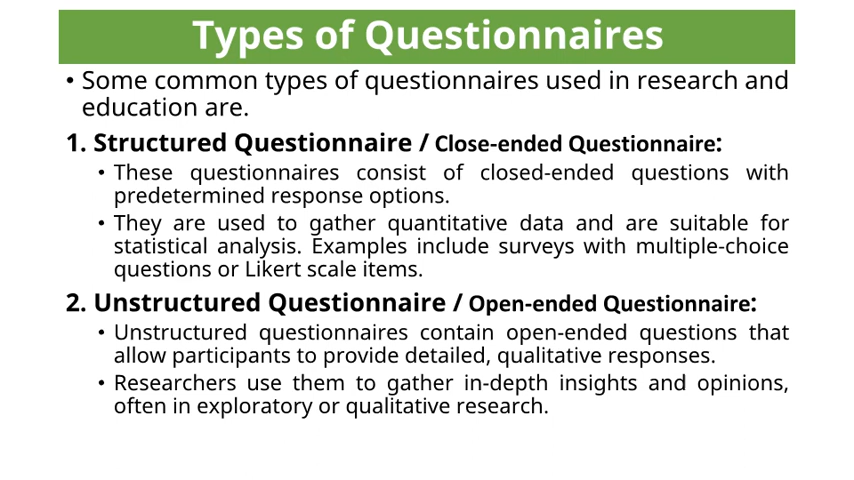 Types of Questionnaires
• Some common types of questionnaires used in research and
education are.
1. Structured Questionnaire / Close-ended Questionnaire:
• These questionnaires consist of closed-ended questions with
predetermined response options.
• They are used to gather quantitative data and are suitable for
statistical analysis. Examples include surveys with multiple-choice
questions or Likert scale items.
2. Unstructured Questionnaire / Open-ended Questionnaire:
• Unstructured questionnaires contain open-ended questions that
allow participants to provide detailed, qualitative responses.
• Researchers use them to gather in-depth insights and opinions,
often in exploratory or qualitative research.